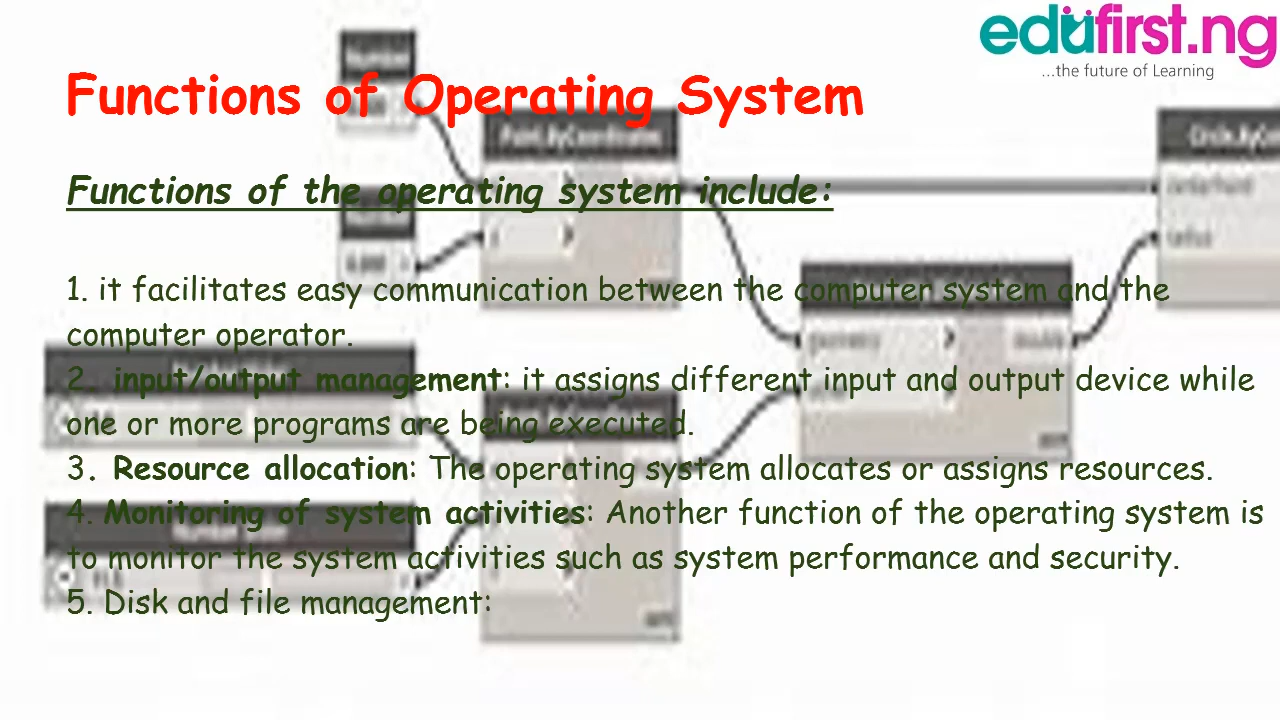 edufirst.ng
...the future of Learning
Functions of Operating System
Functions of the operating system include:
1. it facilitates easy communication between the computer system and the
computer operator.
2. input/output management: it assigns different input and output device while
one or more programs are being executed.
3. Resource allocation: The operating system allocates or assigns resources.
4. Monitoring of system activities: Another function of the operating system is
to monitor the system activities such as system performance and security.
5. Disk and file management:
Number
Point.ByCoordinates